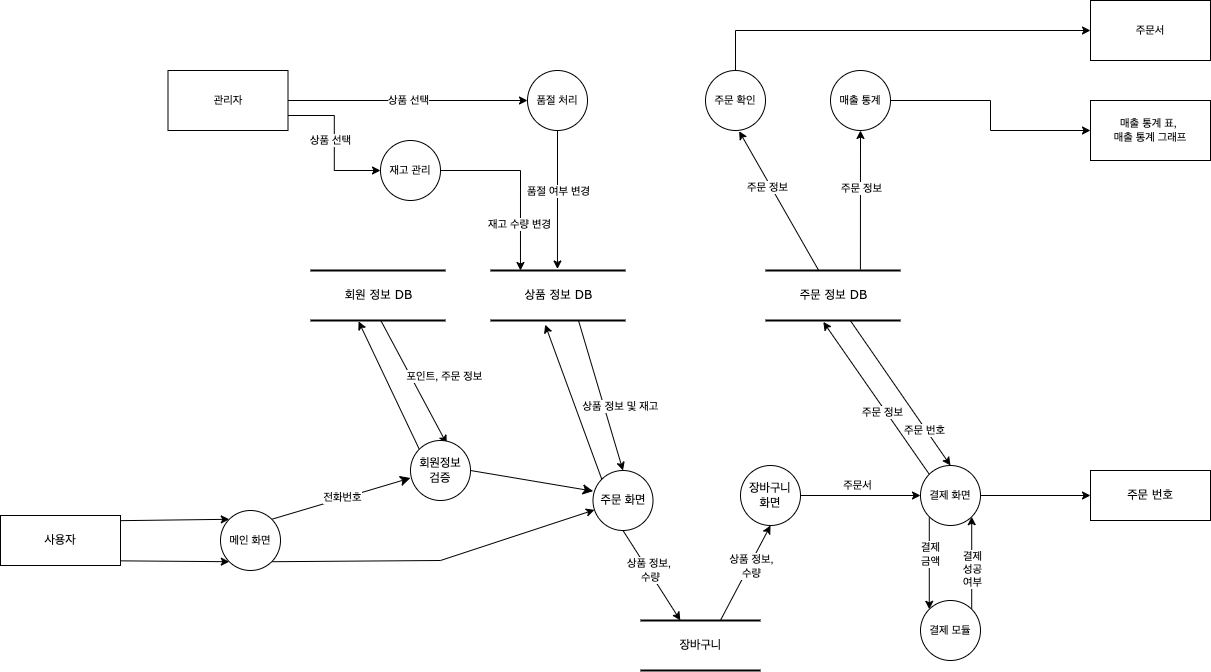 주문서
관리자
상품 선택
품절 처리
주문 확인
매출 통계
매출 통계 표,
매출 통계 그래프
상품 선택
재고 관리
품절 여부 변경
주문 정보
주문 정보
재고 수량 변경
회원 정보 DB
상품 정보 DB
주문 정보 DB
포인트, 주문 정보
상품 정보 및 재고
주문 정보
주문 번호
회원정보
검증
전화번호
주문 화면
장바구니
화면
주문서
결제 화면
주문 번호
사용자
메인 화면
상품 정보,
수량
상품 정보,
수량
결제
금액
결제
성공
여부
장바구니
결제 모듈